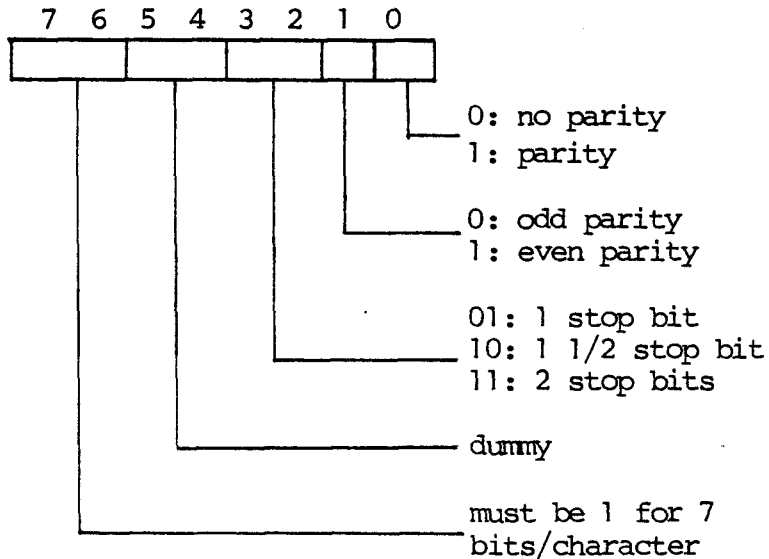 7 6 5 4 3 2 1 0
0: no parity
1: parity
0: odd parity
1: even parity
01: 1 stop bit
10: 1 1/2 stop bit
11: 2 stop bits
dummy
must be 1 for 7
bits/character